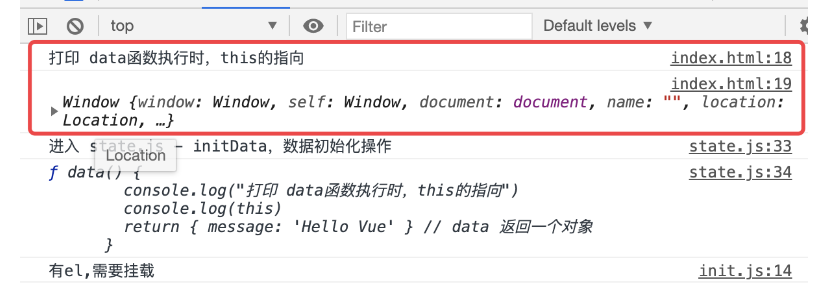 top ▼ Filter Default levels ▼
打印 data函数执行时，this的指向 index.html:18
index.html:19
▶ Window {window: Window, self: Window, document: document, name: "", location:
Location, …}
进入 state.js - initData，数据初始化操作 state.js:33
Location
ƒ data() { state.js:34
console.log("打印 data函数执行时，this的指向")
console.log(this)
return { message: 'Hello Vue' } // data 返回一个对象
}
有el,需要挂载 init.js:14